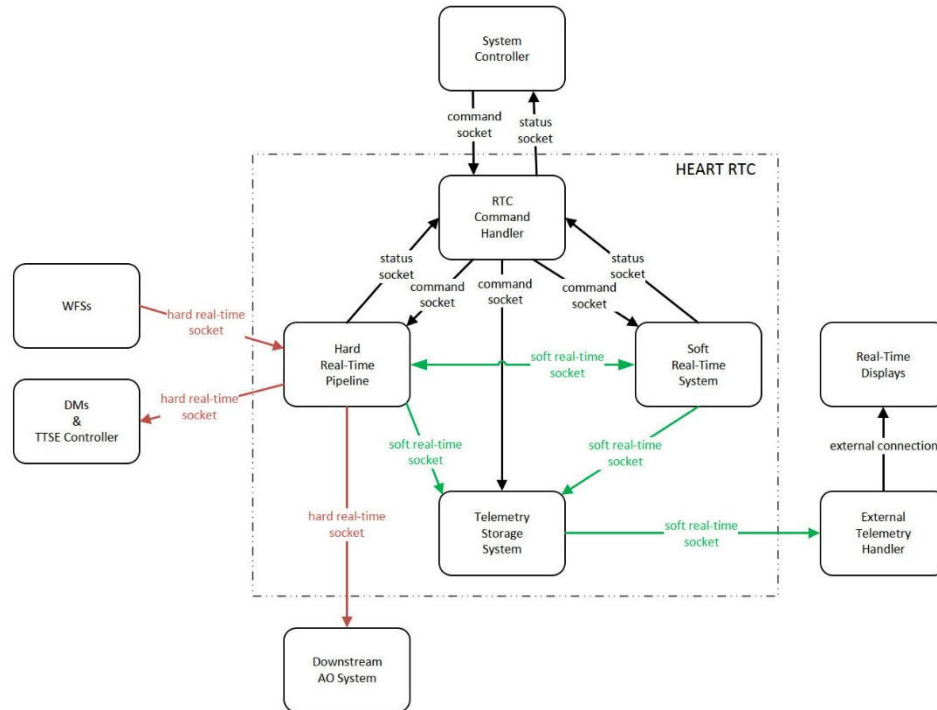 System
Controller
command
socket
status
socket
HEART RTC
RTC
Command
Handler
status
socket
command
socket
command
socket
command
socket
status
socket
WFSs
hard real-time
socket
Hard
Real-Time
Pipeline
soft real-time
socket
Soft
Real-Time
System
Real-Time
Displays
DMs
&
TTSE Controller
hard real-time
socket
soft real-time
socket
soft real-time
socket
external connection
hard real-time
socket
Telemetry
Storage
System
soft real-time
socket
External
Telemetry
Handler
Downstream
AO System